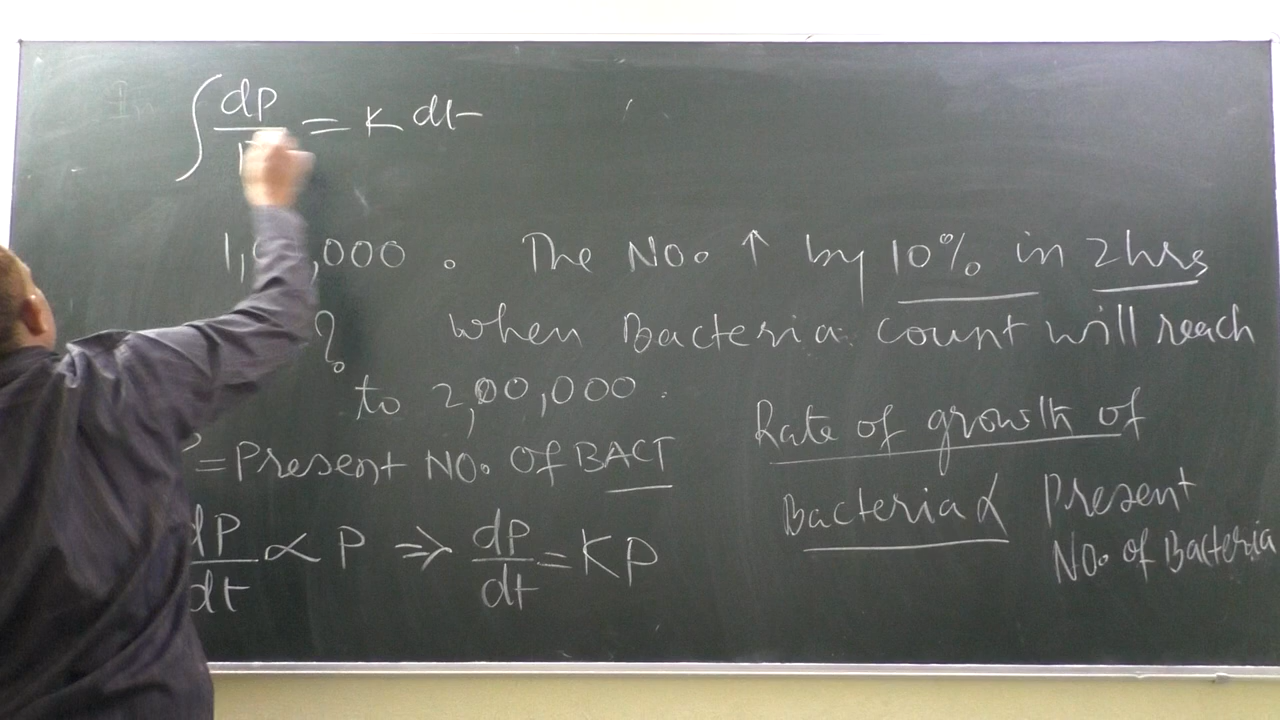 ∫ dP/P = K dt
,000. The No. ↑ by 10% in 2hrs
? when Bacteria count will reach
to 2,00,000.
P = Present NO. Of BACT
dP/dt ∝ P ⇒ dP/dt = KP
Rate of growth of
Bacteria ∝ Present
No. of Bacteria